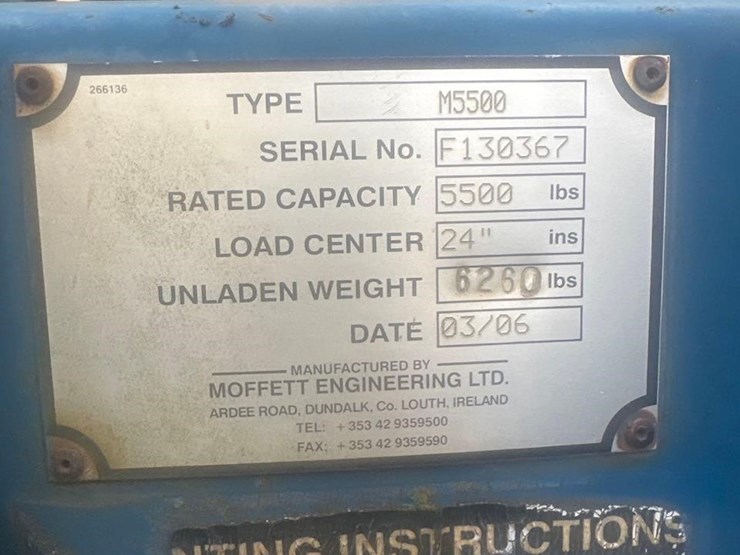 266136
TYPE M5500
SERIAL No. F130367
RATED CAPACITY 5500 lbs
LOAD CENTER 24" ins
UNLADEN WEIGHT 6260 lbs
DATE 03/06
MANUFACTURED BY
MOFFETT ENGINEERING LTD.
ARDEE ROAD, DUNDALK, Co. LOUTH, IRELAND
TEL: +353 42 9359500
FAX: +353 42 9359590
INSTRUCTIONS